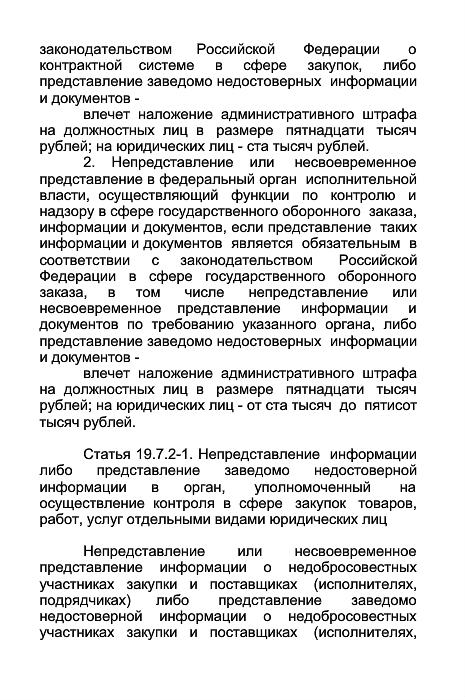 законодательством Российской Федерации о
контрактной системе в сфере закупок, либо
представление заведомо недостоверных информации
и документов -
влечет наложение административного штрафа
на должностных лиц в размере пятнадцати тысяч
рублей; на юридических лиц - ста тысяч рублей.
2. Непредставление или несвоевременное
представление в федеральный орган исполнительной
власти, осуществляющий функции по контролю и
надзору в сфере государственного оборонного заказа,
информации и документов, если представление таких
информации и документов является обязательным в
соответствии с законодательством Российской
Федерации в сфере государственного оборонного
заказа, в том числе непредставление или
несвоевременное представление информации и
документов по требованию указанного органа, либо
представление заведомо недостоверных информации
и документов -
влечет наложение административного штрафа
на должностных лиц в размере пятнадцати тысяч
рублей; на юридических лиц - от ста тысяч до пятисот
тысяч рублей.
Статья 19.7.2-1. Непредставление информации
либо представление заведомо недостоверной
информации в орган, уполномоченный на
осуществление контроля в сфере закупок товаров,
работ, услуг отдельными видами юридических лиц
Непредставление или несвоевременное
представление информации о недобросовестных
участниках закупки и поставщиках (исполнителях,
подрядчиках) либо представление заведомо
недостоверной информации о недобросовестных
участниках закупки и поставщиках (исполнителях,